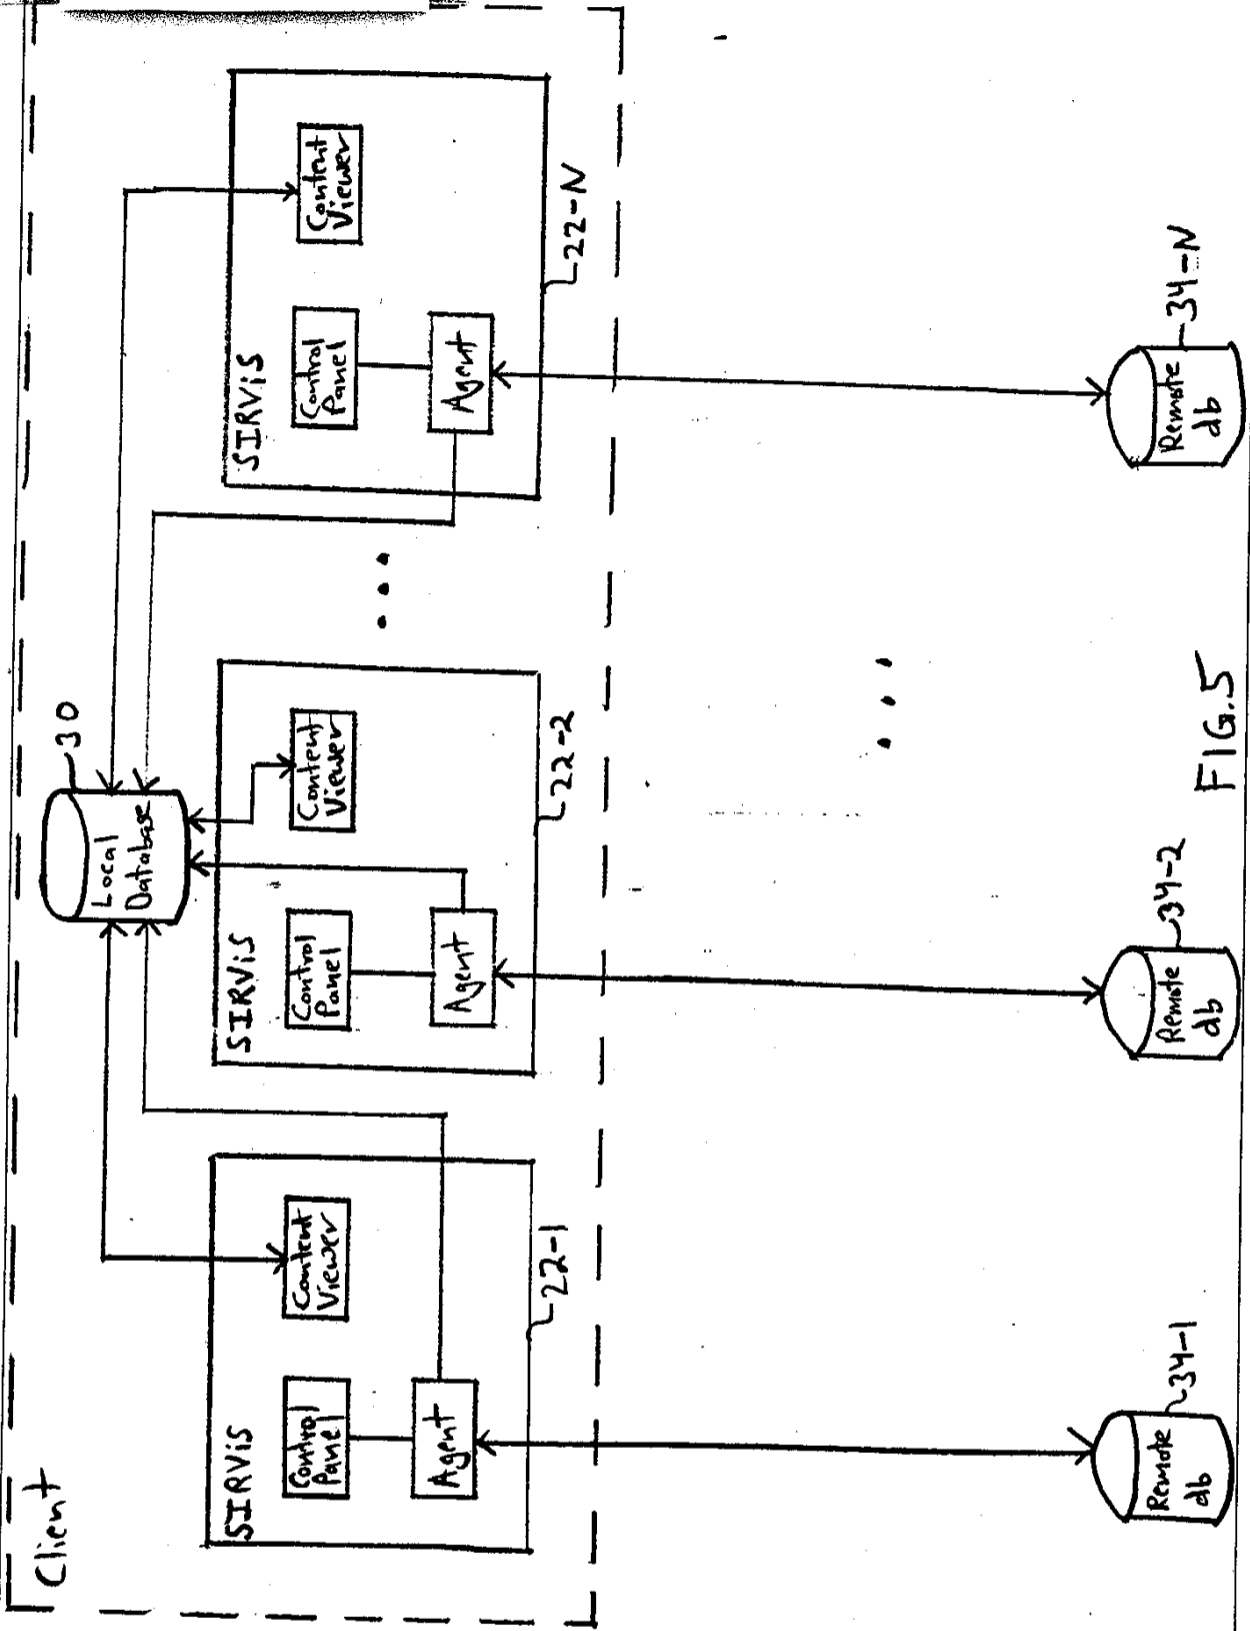 Client
Local
Database
30
SIRViS
Control
Panel
Content
Viewer
Agent
22-1
SIRViS
Control
Panel
Content
Viewer
Agent
22-2
SIRViS
Control
Panel
Content
Viewer
Agent
22-N
Remote
db
34-1
Remote
db
34-2
Remote
db
34-N
FIG.5